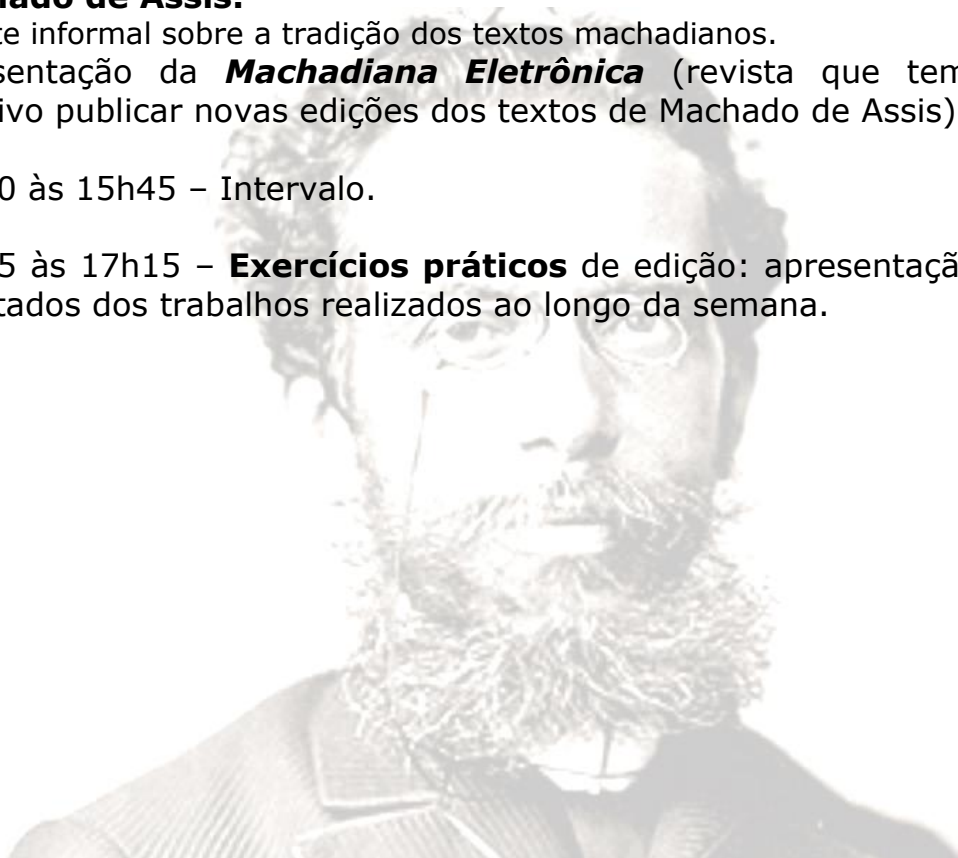 ado de Assis.
te informal sobre a tradição dos textos machadianos.
sentação da Machadiana Eletrônica (revista que tem
ivo publicar novas edições dos textos de Machado de Assis)
0 às 15h45 – Intervalo.
5 às 17h15 – Exercícios práticos de edição: apresentaçã
tados dos trabalhos realizados ao longo da semana.